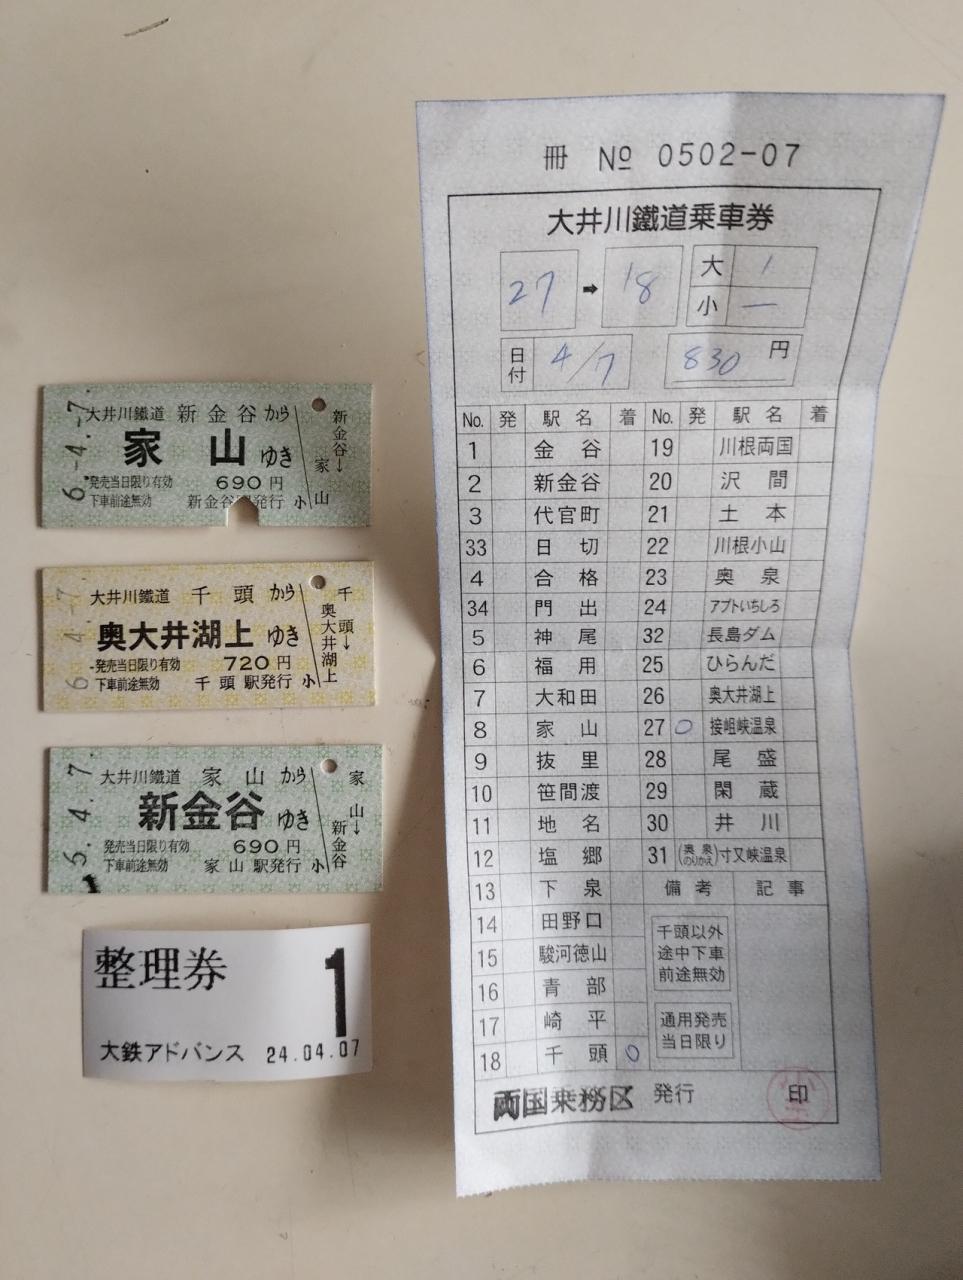 6.-4.-7.
大井川鐵道 新金谷から
家山ゆき
発売当日限り有効 690円
下車前途無効 新金谷駅発行 小
新金谷→家山
6.-4.-7
大井川鐵道 千頭から
奥大井湖上ゆき
発売当日限り有効 720円
下車前途無効 千頭駅発行 小
千頭→奥大井湖上
5.4.7
大井川鐵道 家山から
新金谷ゆき
発売当日限り有効 690円
下車前途無効 家山駅発行 小
家山→新金谷
整理券 1
大鉄アドバンス 24.04.07
冊 № 0502-07
大井川鐵道乗車券
27 ➡ 18 大 1
小 一
日付 4/7 830円
No. 発 駅名 着 No. 発 駅名 着
1 金谷 19 川根両国
2 新金谷 20 沢間
3 代官町 21 土本
33 日切 22 川根小山
4 合格 23 奥泉
34 門出 24 アプトいちしろ
5 神尾 32 長島ダム
6 福用 25 ひらんだ
7 大和田 26 奥大井湖上
8 家山 27 ○ 接岨峡温泉
9 抜里 28 尾盛
10 笹間渡 29 閑蔵
11 地名 30 井川
12 塩郷 31 (奥泉のりかえ)寸又峡温泉
13 下泉 備考 記事
14 田野口
15 駿河徳山
16 青部
17 崎平
18 千頭 ○
千頭以外
途中下車
前途無効
通用発売
当日限り
両国乗務区 発行 印